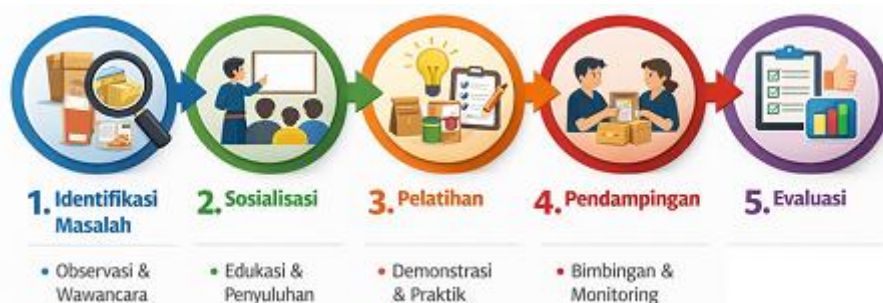 1. Identifikasi
Masalah
• Observasi &
Wawancara
2. Sosialisasi
• Edukasi &
Penyuluhan
3. Pelatihan
• Demonstrasi
& Praktik
4. Pendampingan
• Bimbingan &
Monitoring
5. Evaluasi